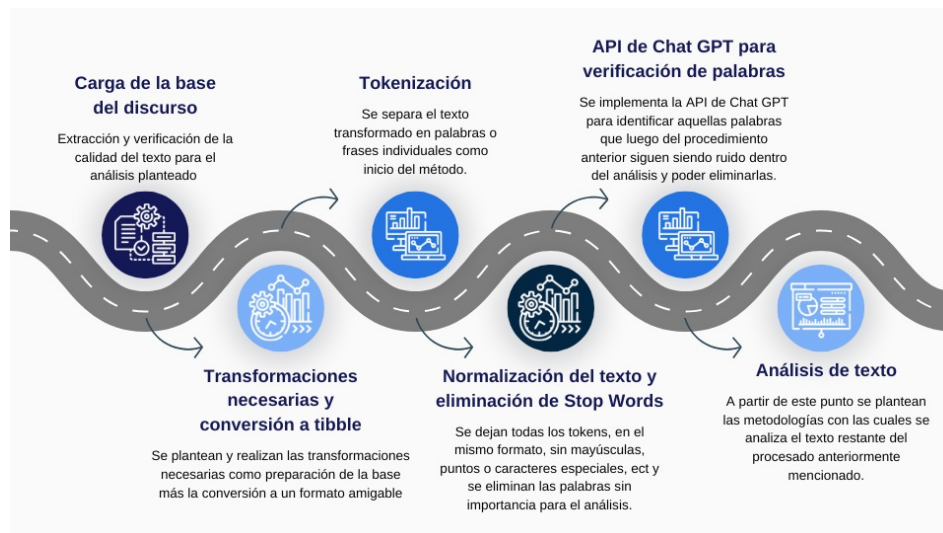 Carga de la base
del discurso
Extracción y verificación de la
calidad del texto para el
análisis planteado
Transformaciones
necesarias y
conversión a tibble
Se plantean y realizan las transformaciones
necesarias como preparación de la base
más la conversión a un formato amigable
Tokenización
Se separa el texto
transformado en palabras o
frases individuales como
inicio del método.
Normalización del texto y
eliminación de Stop Words
Se dejan todas los tokens, en el
mismo formato, sin mayúsculas,
puntos o caracteres especiales, ect y
se eliminan las palabras sin
importancia para el análisis.
API de Chat GPT para
verificación de palabras
Se implementa la API de Chat GPT
para identificar aquellas palabras
que luego del procedimiento
anterior siguen siendo ruido dentro
del análisis y poder eliminarlas.
Análisis de texto
A partir de este punto se plantean
las metodologías con las cuales se
analiza el texto restante del
procesado anteriormente
mencionado.